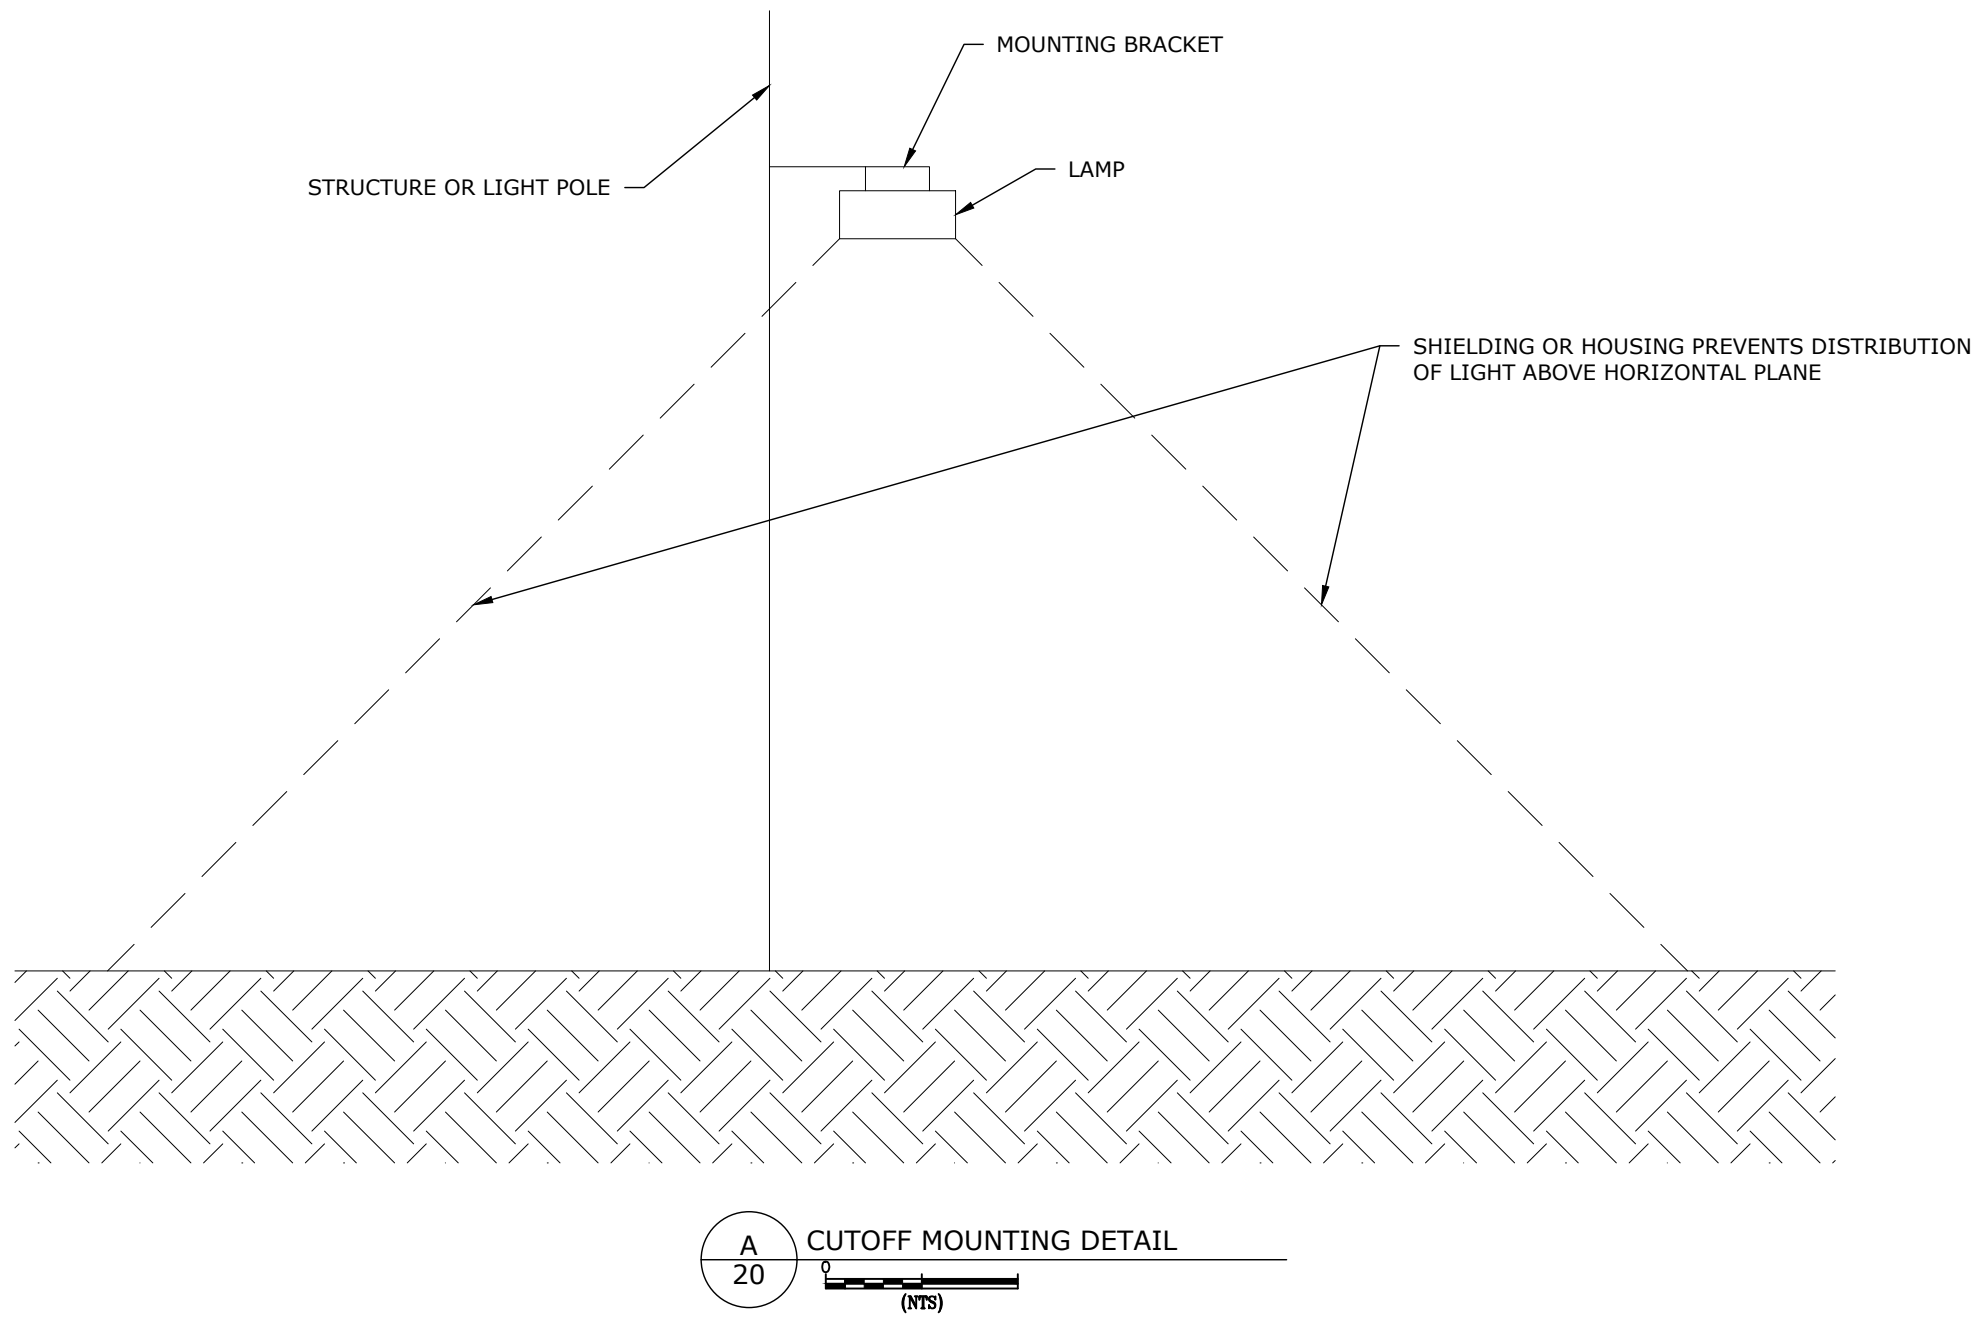 MOUNTING BRACKET
LAMP
STRUCTURE OR LIGHT POLE
SHIELDING OR HOUSING PREVENTS DISTRIBUTION
OF LIGHT ABOVE HORIZONTAL PLANE
A
20
CUTOFF MOUNTING DETAIL
0
(NTS)